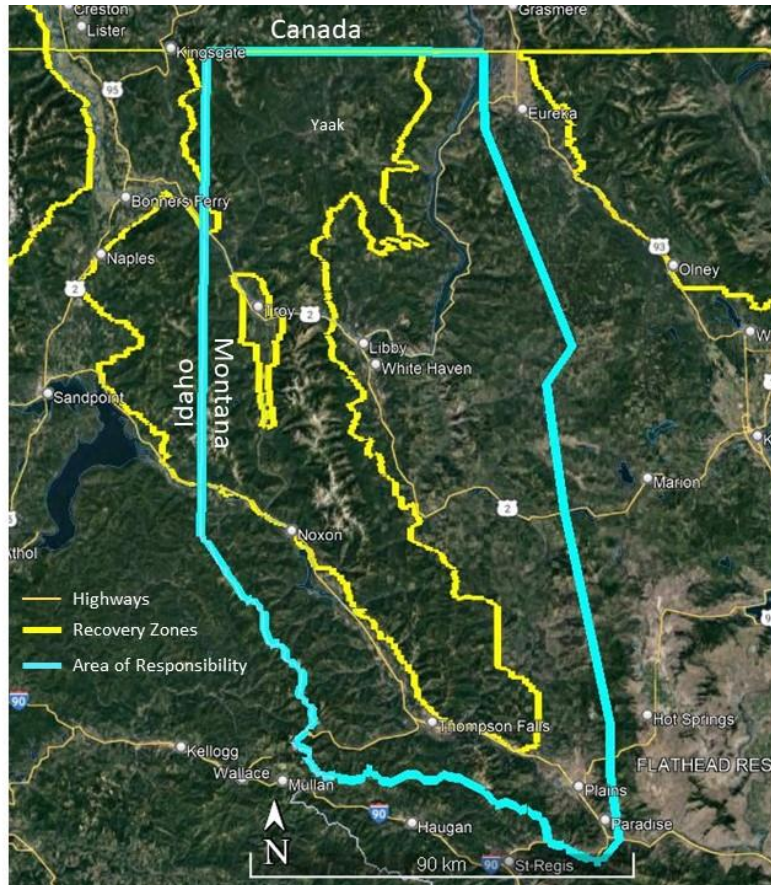 Creston
Grasmere
Lister
Canada
Kingsgate
95
Eureka
Yaak
Bonners Ferry
93
Naples
Olney
2
Troy
2
Libby
White Haven
Idaho
Montana
Sandpoint
Marion
2
Noxon
Athol
Highways
Recovery Zones
Area of Responsibility
90
Thompson Falls
Hot Springs
Kellogg
FLATHEAD RES
Wallace
Mullan
Plains
90
Haugan
Paradise
N
90 km
90
St Regis